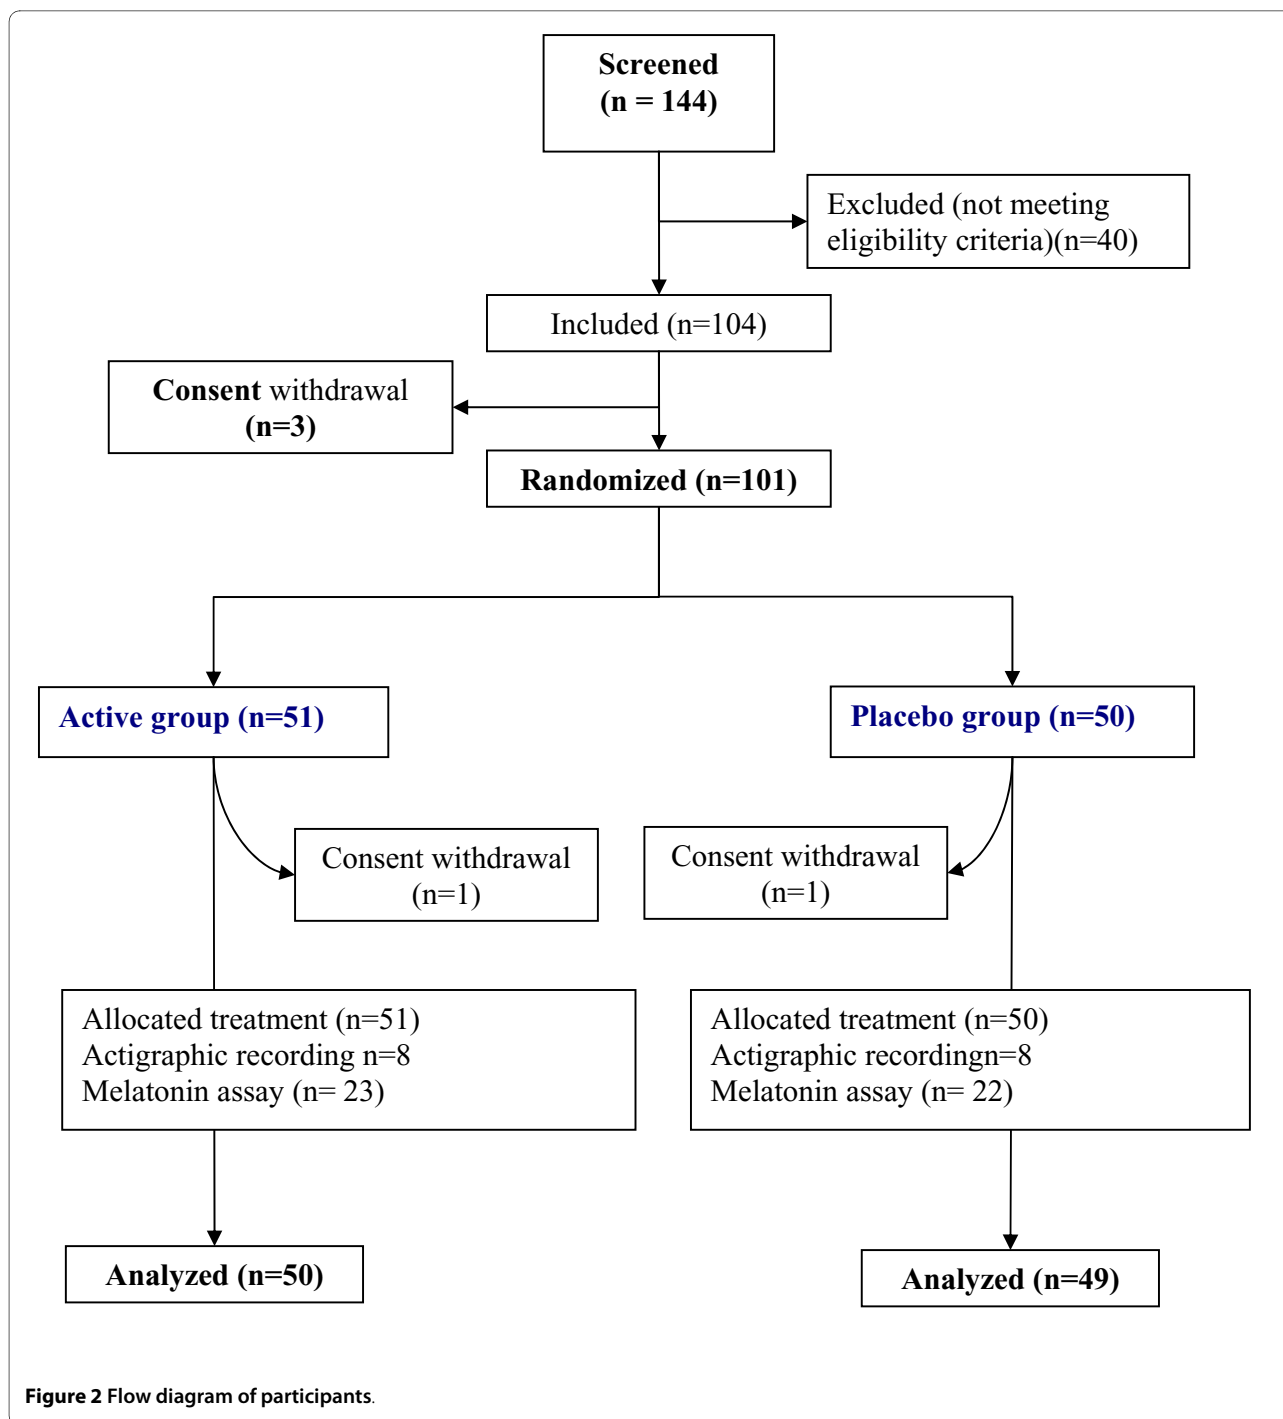 Screened
(n = 144)
Excluded (not meeting
eligibility criteria)(n=40)
Included (n=104)
Consent withdrawal
(n=3)
Randomized (n=101)
Active group (n=51)
Placebo group (n=50)
Consent withdrawal
(n=1)
Consent withdrawal
(n=1)
Allocated treatment (n=51)
Actigraphic recording n=8
Melatonin assay (n= 23)
Allocated treatment (n=50)
Actigraphic recordingn=8
Melatonin assay (n= 22)
Analyzed (n=50)
Analyzed (n=49)
Figure 2 Flow diagram of participants.